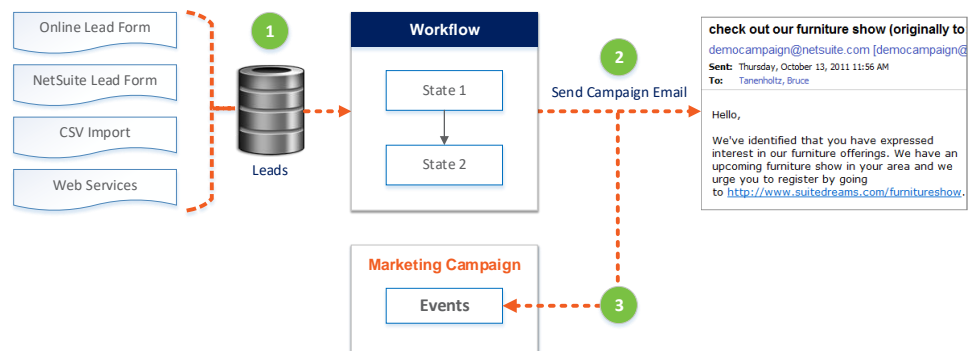 Online Lead Form
NetSuite Lead Form
CSV Import
Web Services
1
Leads
Workflow
State 1
State 2
2
Send Campaign Email
check out our furniture show (originally to
democampaign@netsuite.com [democampaign@
Sent: Thursday, October 13, 2011 11:56 AM
To: Tanenholtz, Bruce
Hello,
We've identified that you have expressed
interest in our furniture offerings. We have an
upcoming furniture show in your area and we
urge you to register by going
to http://www.suitedreams.com/furnitureshow.
Marketing Campaign
Events
3